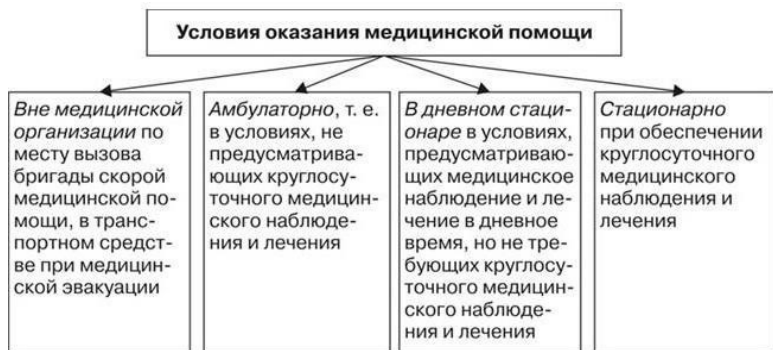 Условия оказания медицинской помощи
Вне медицинской
организации по
месту вызова
бригады скорой
медицинской по-
мощи, в транс-
портном средст-
ве при медицин-
ской эвакуации
Амбулаторно, т. е.
в условиях, не
предусматрива-
ющих круглосу-
точного медицин-
ского наблюде-
ния и лечения
В дневном стаци-
онаре в условиях,
предусматриваю-
щих медицинское
наблюдение и ле-
чение в дневное
время, но не тре-
бующих круглосу-
точного медицин-
ского наблюде-
ния и лечения
Стационарно
при обеспечении
круглосуточного
медицинского
наблюдения и
лечения